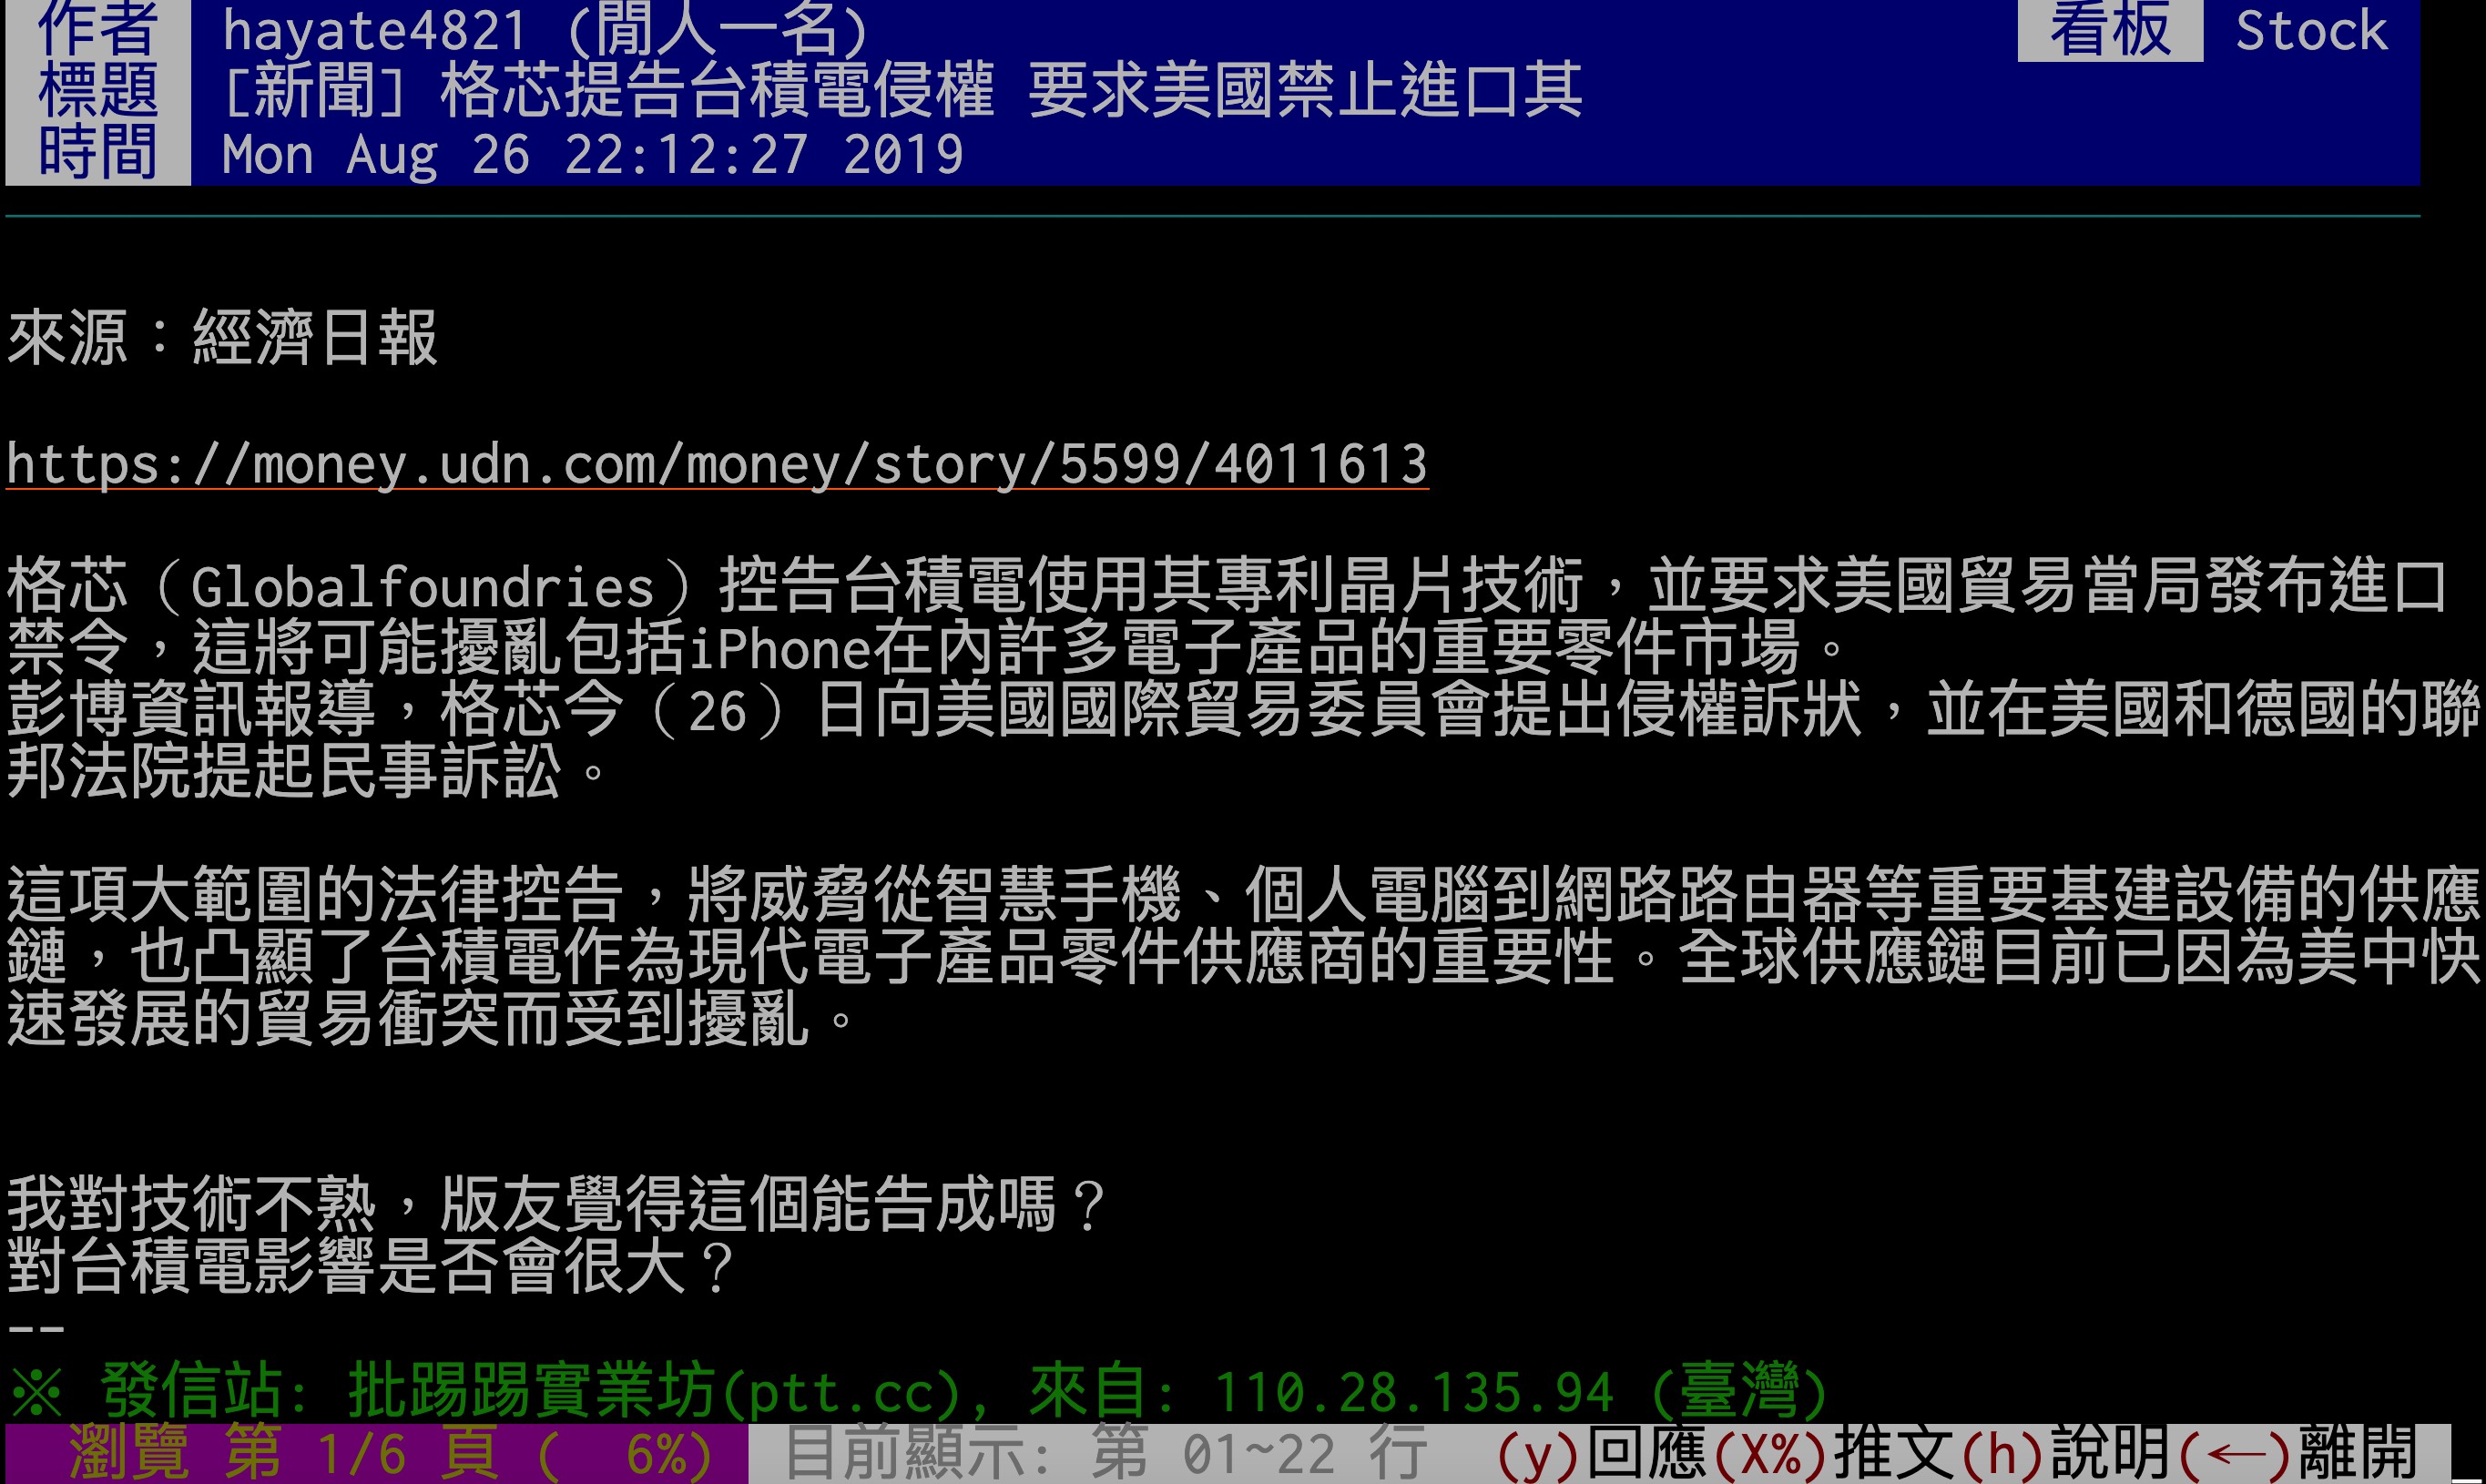 作者 hayate4821 (閒人一名) 看板 Stock
標題 [新聞] 格芯提告台積電侵權 要求美國禁止進口其
時間 Mon Aug 26 22:12:27 2019
來源：經濟日報
https://money.udn.com/money/story/5599/4011613
格芯（Globalfoundries）控告台積電使用其專利晶片技術，並要求美國貿易當局發布進口
禁令，這將可能擾亂包括iPhone在內許多電子產品的重要零件市場。
彭博資訊報導，格芯今（26）日向美國國際貿易委員會提出侵權訴狀，並在美國和德國的聯
邦法院提起民事訴訟。
這項大範圍的法律控告，將威脅從智慧手機、個人電腦到網路路由器等重要基建設備的供應
鏈，也凸顯了台積電作為現代電子產品零件供應商的重要性。全球供應鏈目前已因為美中快
速發展的貿易衝突而受到擾亂。
我對技術不熟，版友覺得這個能告成嗎？
對台積電影響是否會很大？
--
※ 發信站: 批踢踢實業坊(ptt.cc), 來自: 110.28.135.94 (臺灣)
瀏覽 第 1/6 頁 ( 6%) 目前顯示: 第 01~22 行 (y)回應(X%)推文(h)說明(←)離開